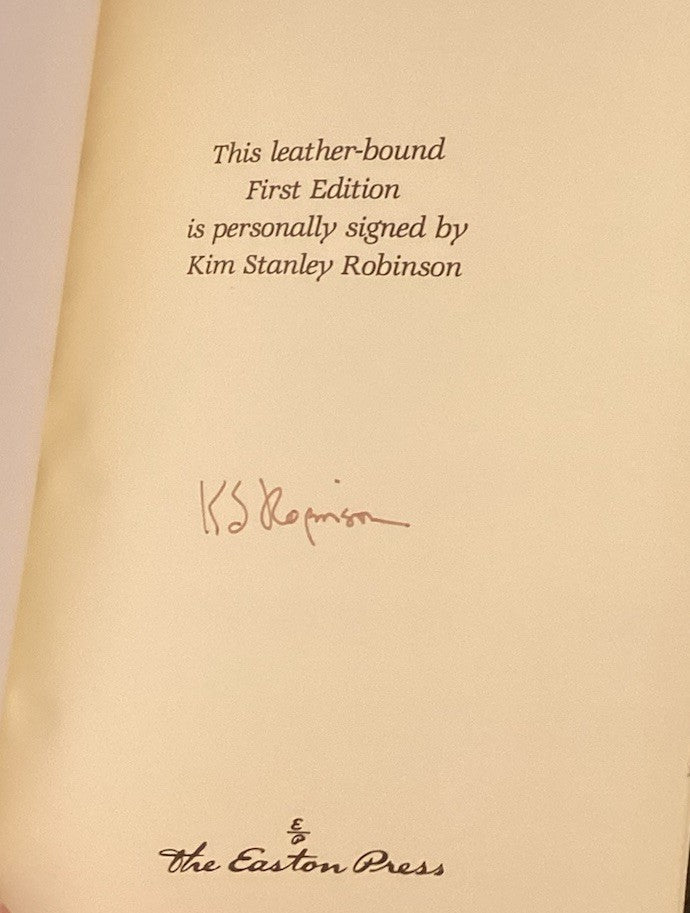 This leather-bound
First Edition
is personally signed by
Kim Stanley Robinson
KS Robinson
E
P
The Easton Press